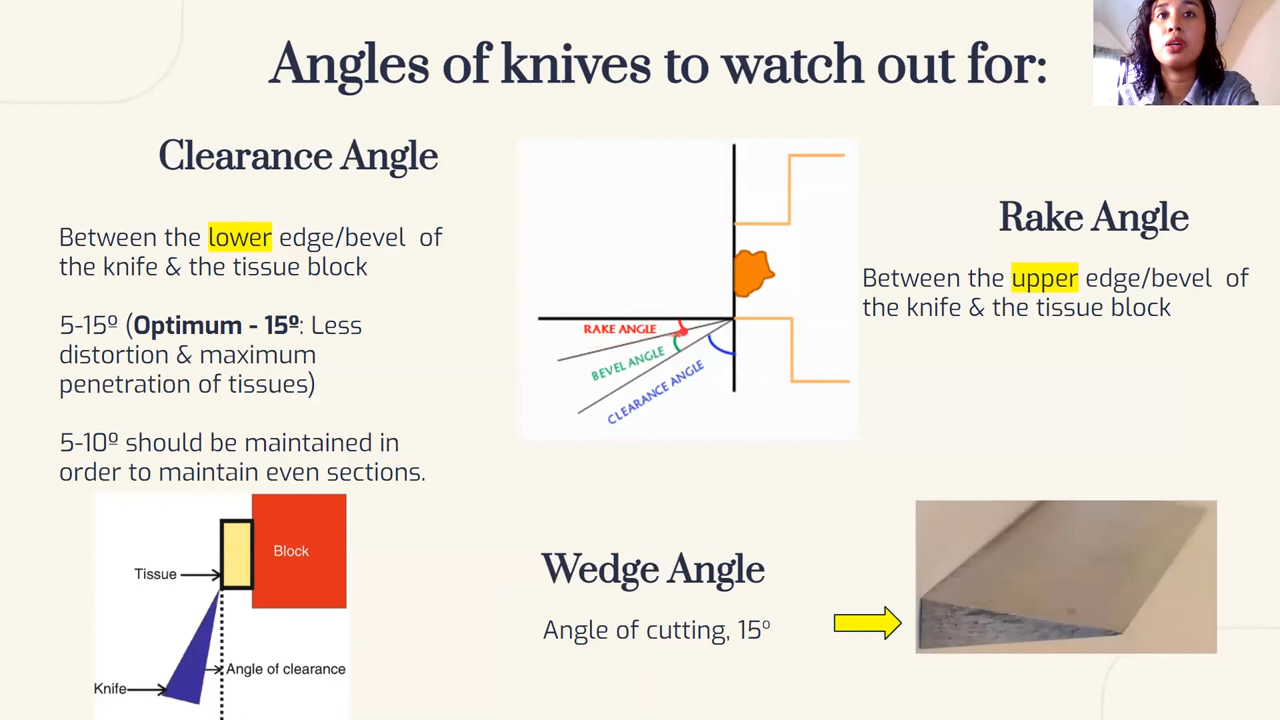 Angles of knives to watch out for:
Clearance Angle
Between the lower edge/bevel of
the knife & the tissue block
5-15º (Optimum - 15º: Less
distortion & maximum
penetration of tissues)
5-10º should be maintained in
order to maintain even sections.
Tissue
Block
Angle of clearance
Knife
RAKE ANGLE
BEVEL ANGLE
CLEARANCE ANGLE
Rake Angle
Between the upper edge/bevel of
the knife & the tissue block
Wedge Angle
Angle of cutting, 15º